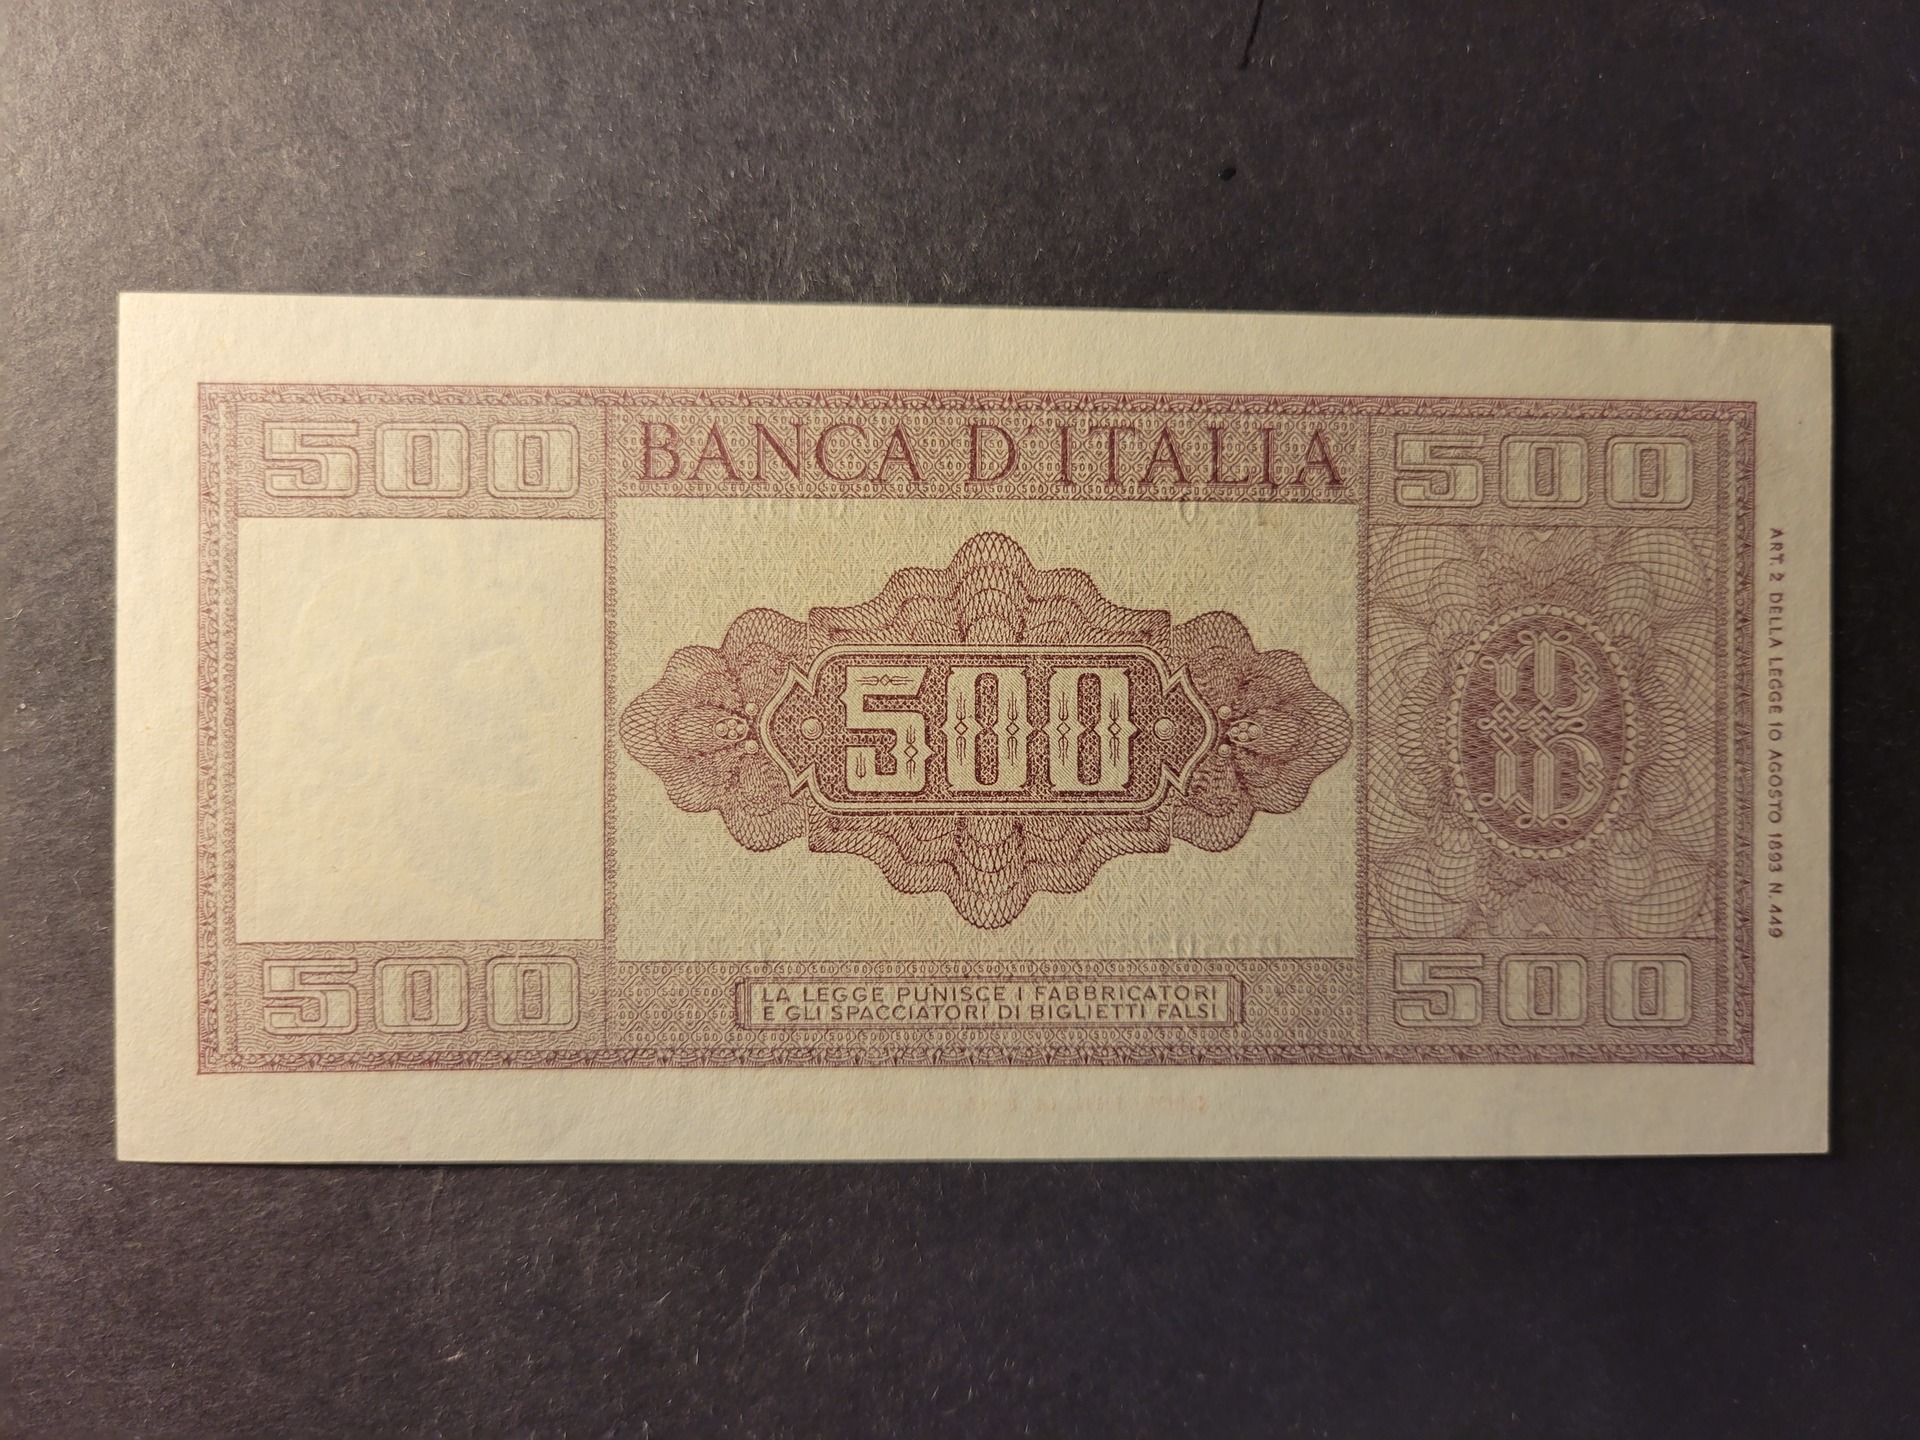 500 BANCA D'ITALIA 500
500
500 500
LA LEGGE PUNISCE I FABBRICATORI
E GLI SPACCIATORI DI BIGLIETTI FALSI
ART. 2 DELLA LEGGE 10 AGOSTO 1893 N. 449